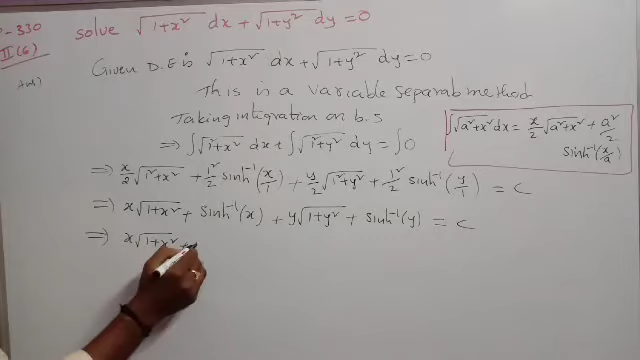 P-330
II(6)
solve √1+x² dx + √1+y² dy = 0
Ans)
Given D.E is √1+x² dx + √1+y² dy = 0
This is a variable Separab method
Taking integration on b.s
⇒ ∫√1+x² dx + ∫√1+y² dy = ∫0
∫√a²+x² dx = x/2 √a²+x² + a²/2
sinh⁻¹(x/a)
⇒ x/2 √1²+x² + 1²/2 sinh⁻¹(x/1) + y/2 √1²+y² + 1²/2 sinh⁻¹(y/1) = C
⇒ x√1+x² + sinh⁻¹(x) + y√1+y² + sinh⁻¹(y) = C
⇒ x√1+x² +